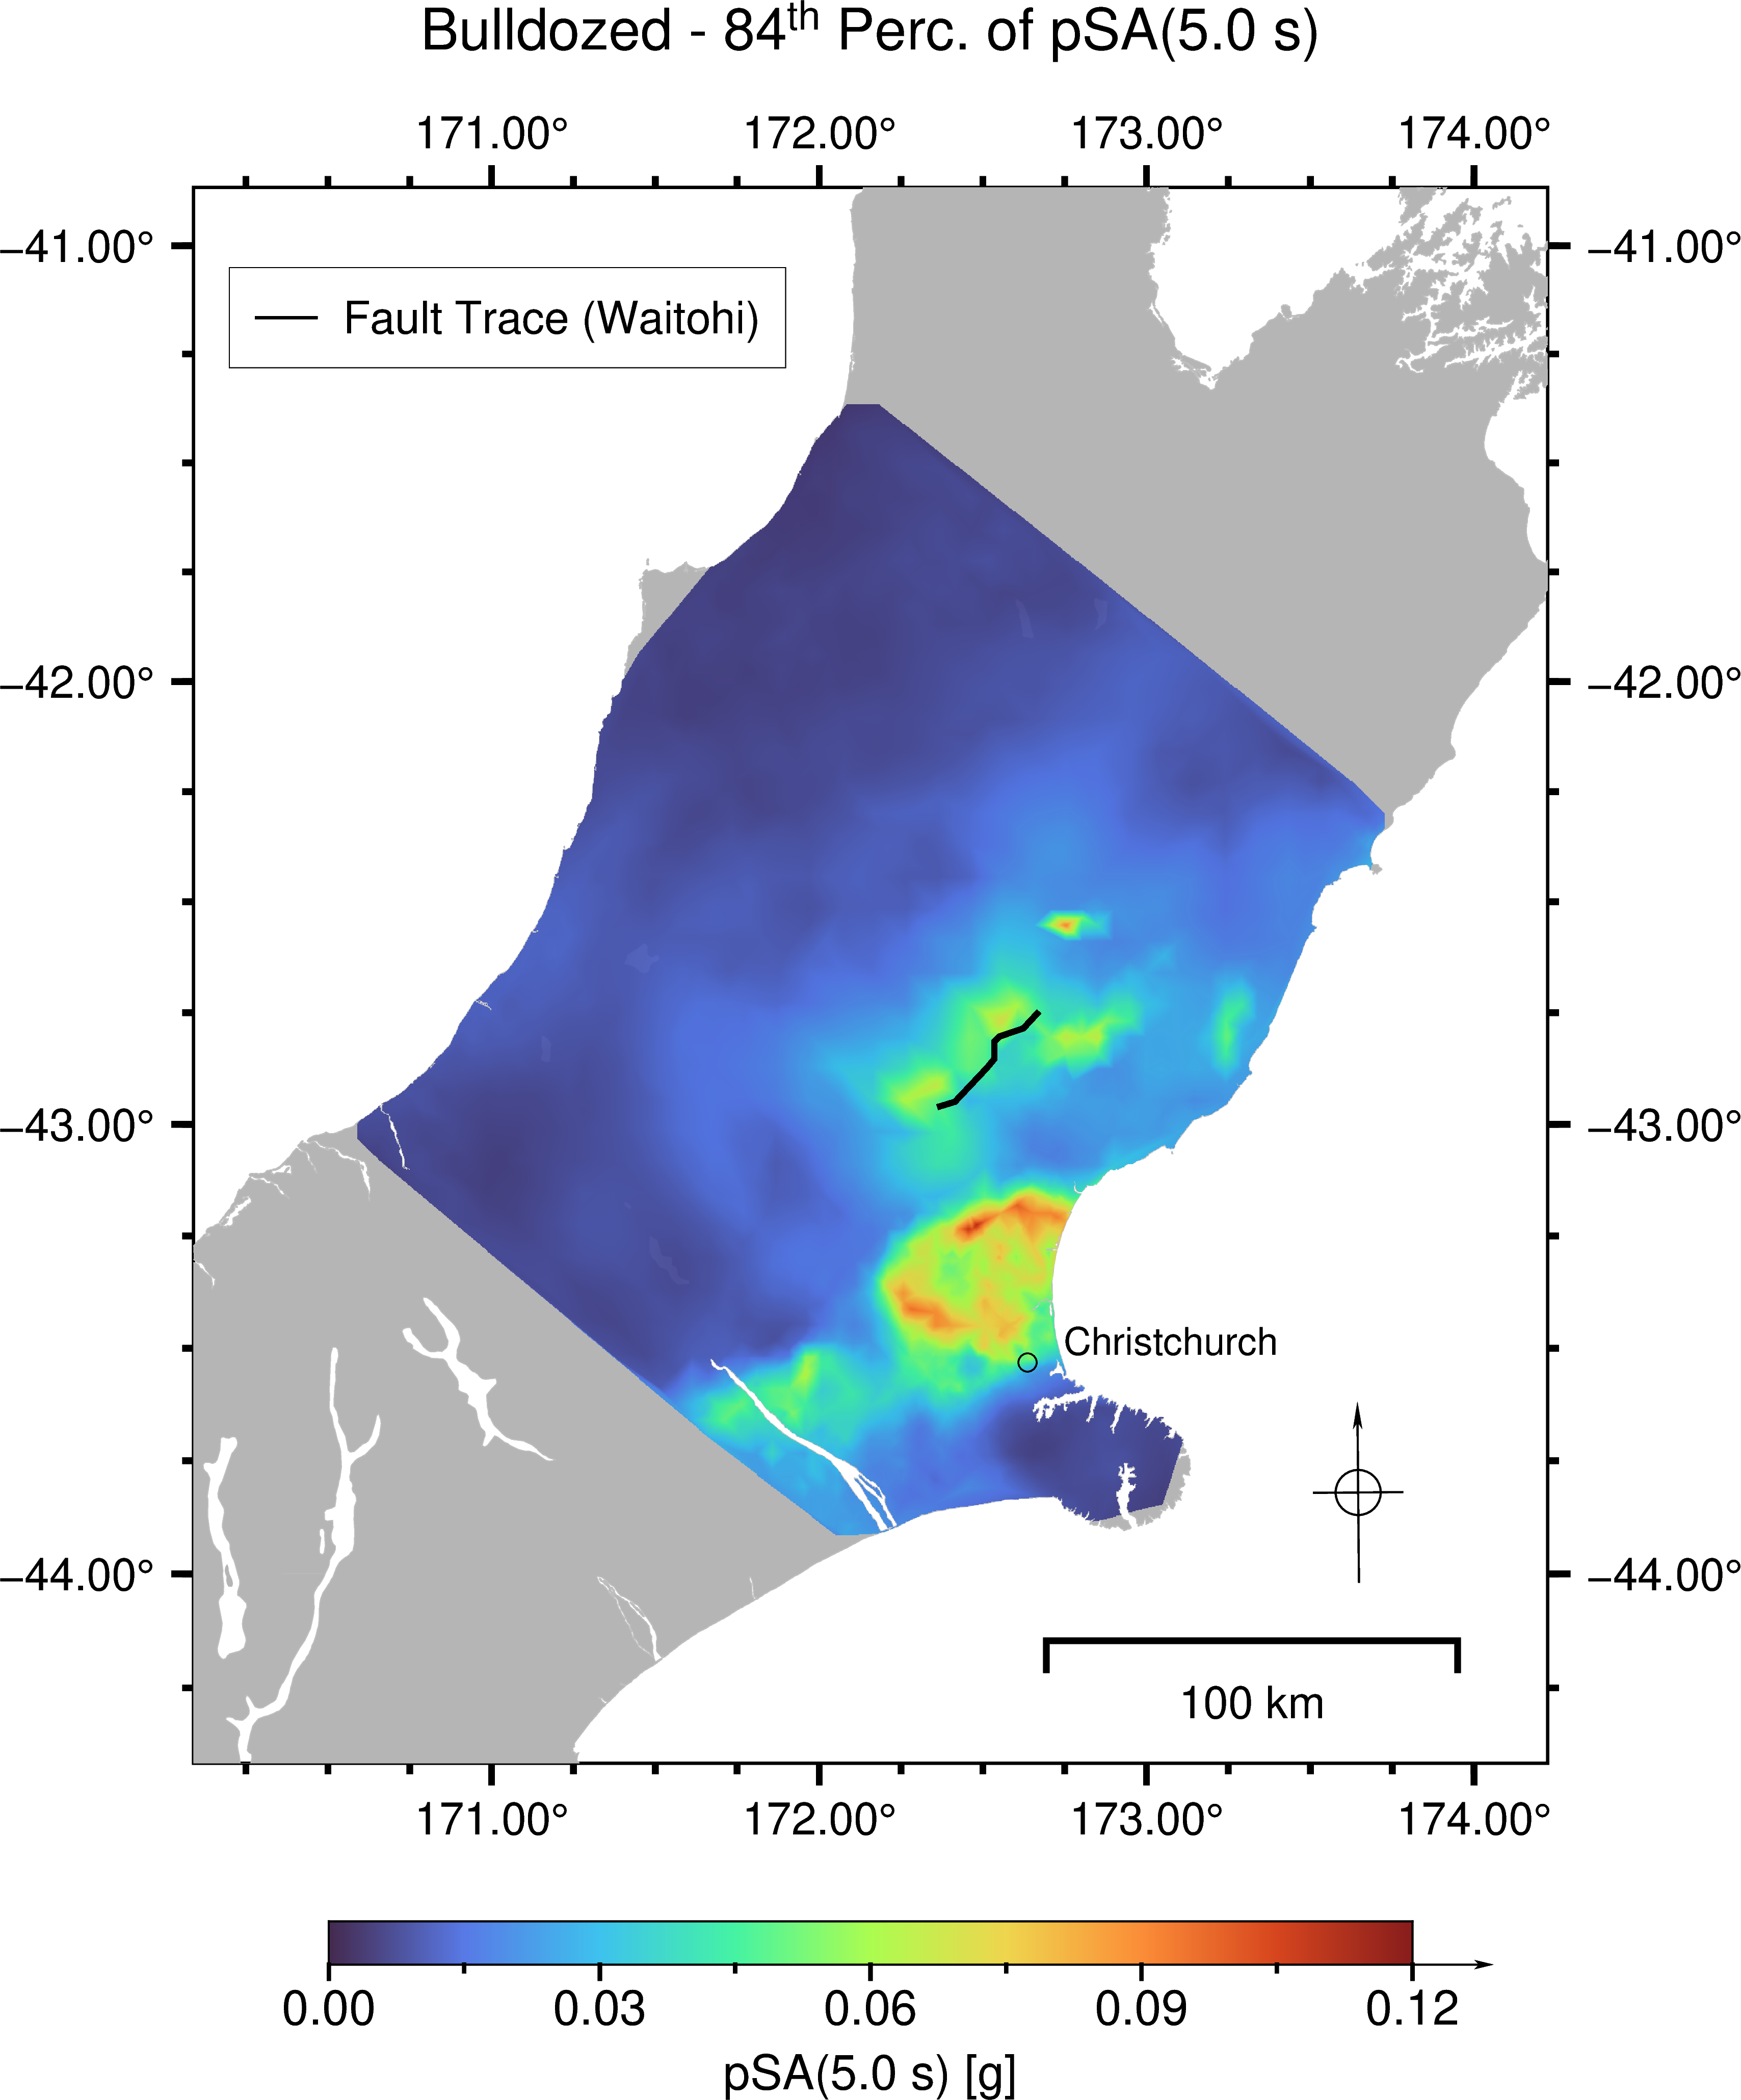 Bulldozed - 84th Perc. of pSA(5.0 s)
171.00° 172.00° 173.00° 174.00°
−41.00° −41.00°
Fault Trace (Waitohi)
−42.00° −42.00°
−43.00° −43.00°
Christchurch
−44.00° −44.00°
100 km
171.00° 172.00° 173.00° 174.00°
0.00 0.03 0.06 0.09 0.12
pSA(5.0 s) [g]